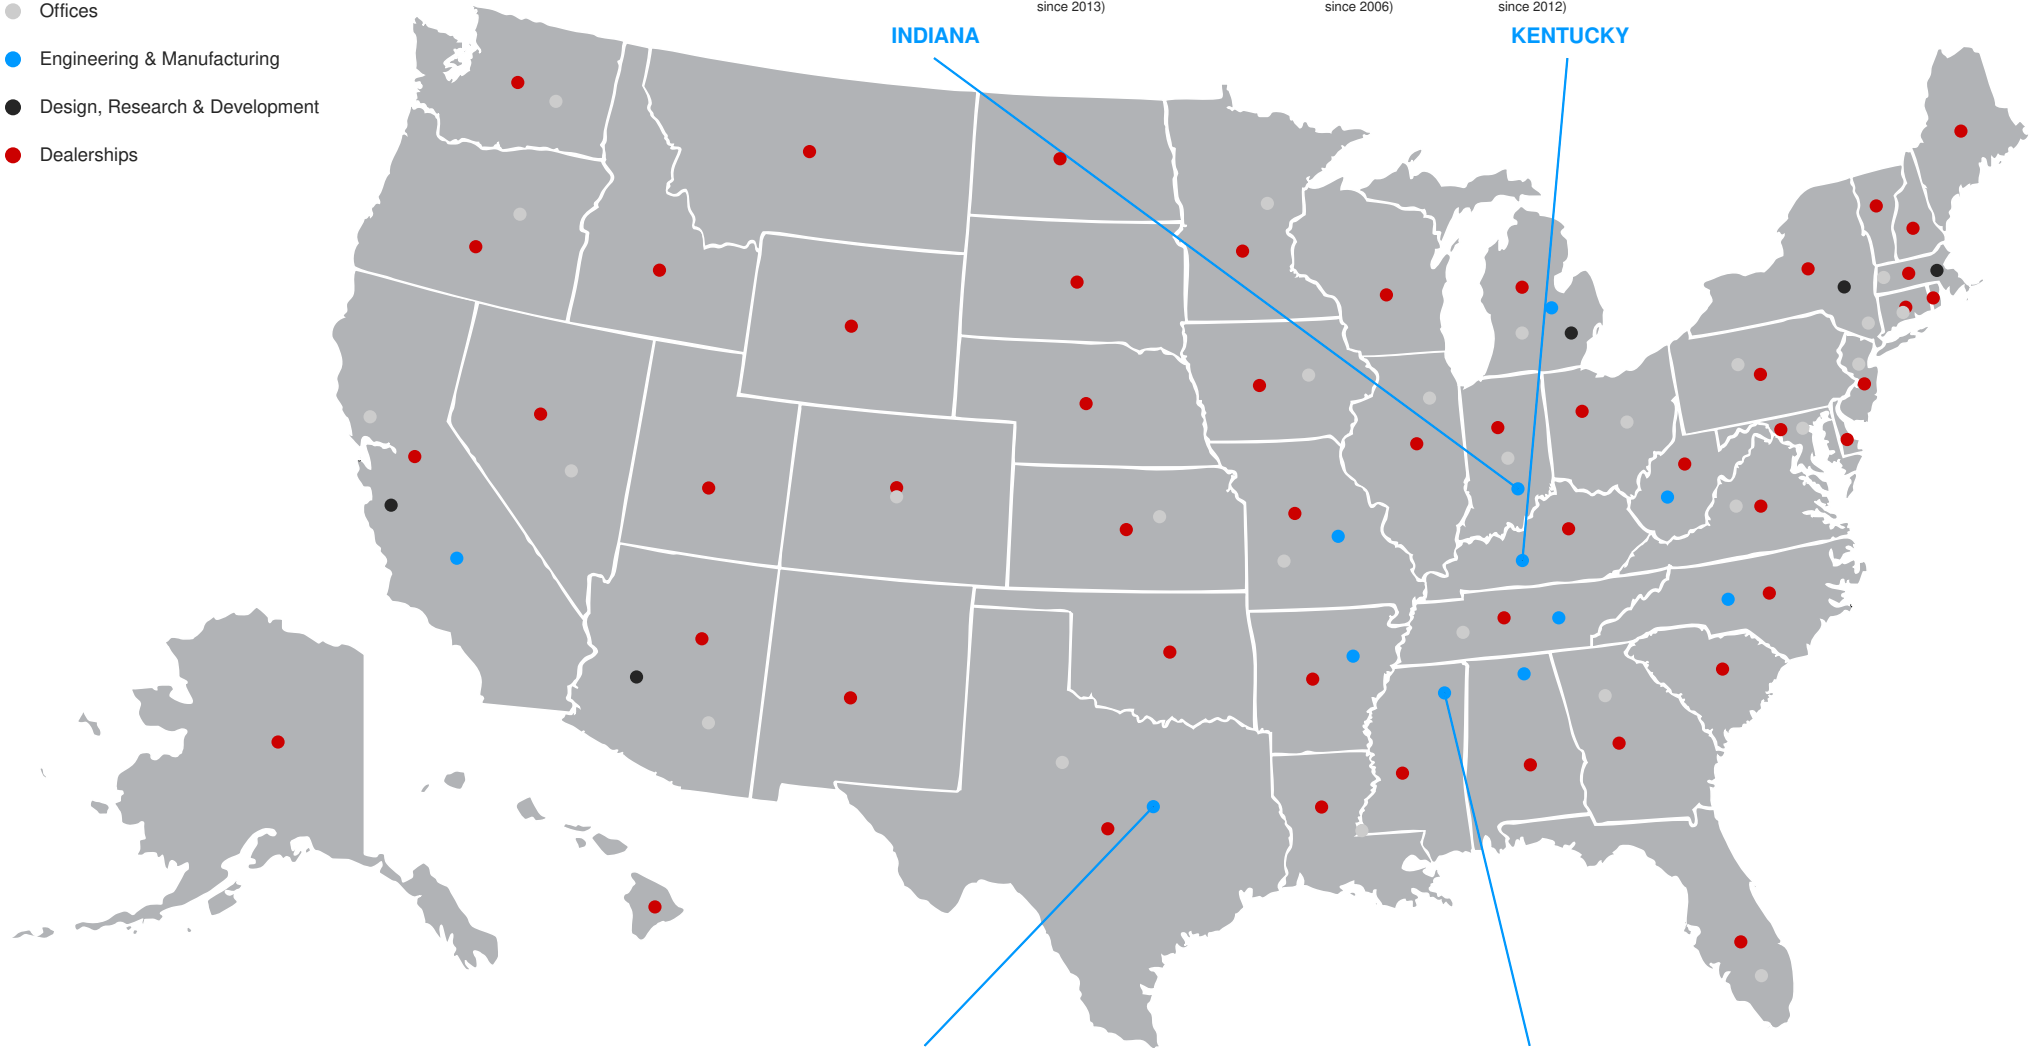 Offices
Engineering & Manufacturing
Design, Research & Development
Dealerships
since 2013)
since 2006)
since 2012)
INDIANA
KENTUCKY